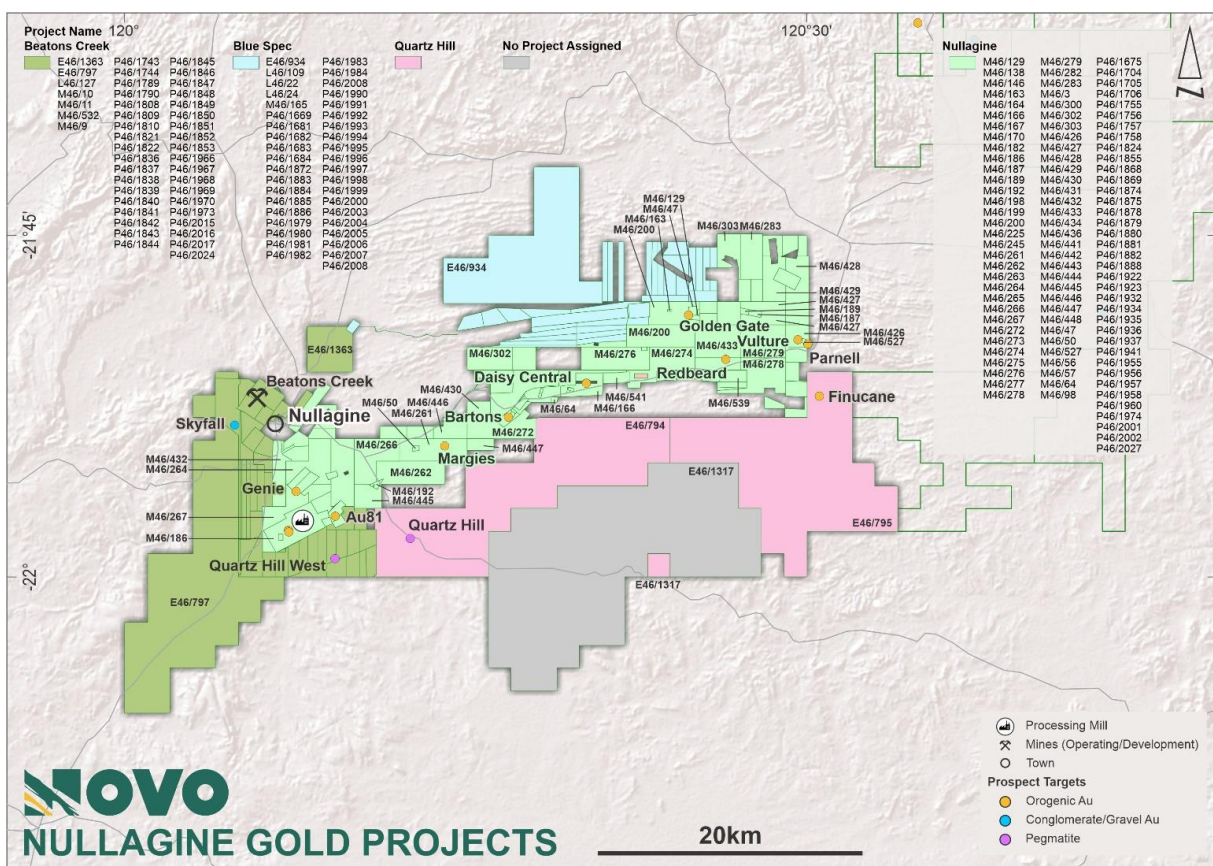 Project Name
120°
120°30'
Beatons Creek
E46/1363
E46/797
L46/127
M46/10
M46/11
M46/532
M46/9
P46/1743
P46/1744
P46/1789
P46/1790
P46/1808
P46/1809
P46/1810
P46/1821
P46/1822
P46/1836
P46/1837
P46/1838
P46/1839
P46/1840
P46/1841
P46/1842
P46/1843
P46/1844
P46/1845
P46/1846
P46/1847
P46/1848
P46/1849
P46/1850
P46/1851
P46/1852
P46/1853
P46/1966
P46/1967
P46/1968
P46/1969
P46/1970
P46/1973
P46/2015
P46/2016
P46/2017
P46/2024
Blue Spec
E46/934
L46/109
L46/22
L46/24
M46/165
P46/1669
P46/1681
P46/1682
P46/1683
P46/1684
P46/1872
P46/1883
P46/1884
P46/1885
P46/1886
P46/1979
P46/1980
P46/1981
P46/1982
P46/1983
P46/1984
P46/2008
P46/1990
P46/1991
P46/1992
P46/1993
P46/1994
P46/1995
P46/1996
P46/1997
P46/1998
P46/1999
P46/2000
P46/2003
P46/2004
P46/2005
P46/2006
P46/2007
P46/2008
Quartz Hill
No Project Assigned
Nullagine
M46/129
M46/138
M46/146
M46/163
M46/164
M46/166
M46/167
M46/170
M46/182
M46/186
M46/187
M46/189
M46/192
M46/198
M46/199
M46/200
M46/225
M46/245
M46/261
M46/262
M46/263
M46/264
M46/265
M46/266
M46/267
M46/272
M46/273
M46/274
M46/275
M46/276
M46/277
M46/278
M46/279
M46/282
M46/283
M46/3
M46/300
M46/302
M46/303
M46/426
M46/427
M46/428
M46/429
M46/430
M46/431
M46/432
M46/433
M46/434
M46/436
M46/441
M46/442
M46/443
M46/444
M46/445
M46/446
M46/447
M46/448
M46/47
M46/50
M46/527
M46/56
M46/57
M46/64
M46/98
P46/1675
P46/1704
P46/1705
P46/1706
P46/1755
P46/1756
P46/1757
P46/1758
P46/1824
P46/1855
P46/1868
P46/1869
P46/1874
P46/1875
P46/1878
P46/1879
P46/1880
P46/1881
P46/1882
P46/1888
P46/1922
P46/1923
P46/1932
P46/1934
P46/1935
P46/1936
P46/1937
P46/1941
P46/1955
P46/1956
P46/1957
P46/1958
P46/1960
P46/1974
P46/2001
P46/2002
P46/2027
N
-21°45'
-22°
M46/129
M46/47
M46/163
M46/200
M46/303
M46/283
E46/934
M46/428
M46/429
M46/427
M46/189
M46/187
M46/427
Golden Gate
M46/200
Vulture
M46/426
M46/527
Parnell
E46/1363
M46/302
M46/276
M46/274
M46/433
M46/279
M46/278
Redbeard
Daisy Central
Beatons Creek
M46/430
M46/446
M46/50
M46/261
M46/64
M46/541
M46/166
M46/539
Finucane
Nullagine
Skyfall
Bartons
M46/272
E46/794
M46/266
M46/447
Margies
M46/432
M46/264
M46/262
E46/1317
M46/192
M46/445
Genie
M46/267
M46/186
Au81
Quartz Hill
E46/795
Quartz Hill West
E46/1317
E46/797
Processing Mill
Mines (Operating/Development)
Town
Prospect Targets
Orogenic Au
Conglomerate/Gravel Au
Pegmatite
NOVO
NULLAGINE GOLD PROJECTS
20km